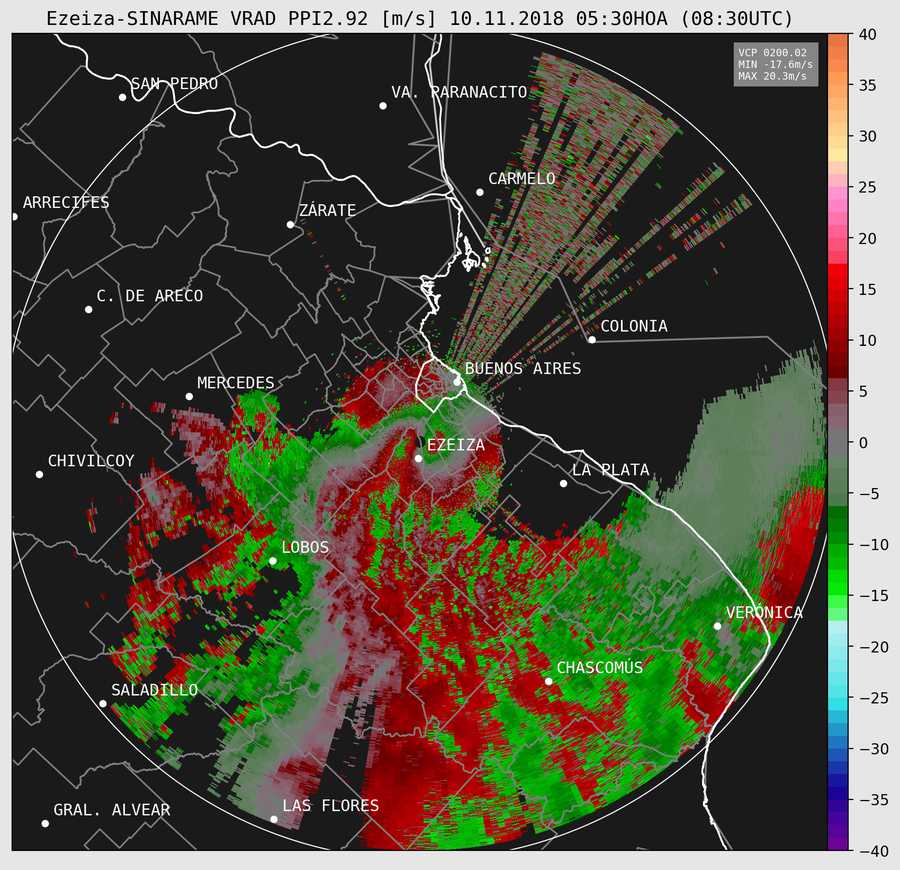 Ezeiza-SINARAME VRAD PPI2.92 [m/s] 10.11.2018 05:30HOA (08:30UTC)
VCP 0200.02
MIN -17.6m/s
MAX 20.3m/s
SAN PEDRO
VA. PARANACITO
CARMELO
ARRECIFES
ZÁRATE
C. DE ARECO
COLONIA
BUENOS AIRES
MERCEDES
EZEIZA
CHIVILCOY
LA PLATA
LOBOS
VERÓNICA
CHASCOMÚS
SALADILLO
LAS FLORES
GRAL. ALVEAR
40
35
30
25
20
15
10
5
0
−5
−10
−15
−20
−25
−30
−35
−40